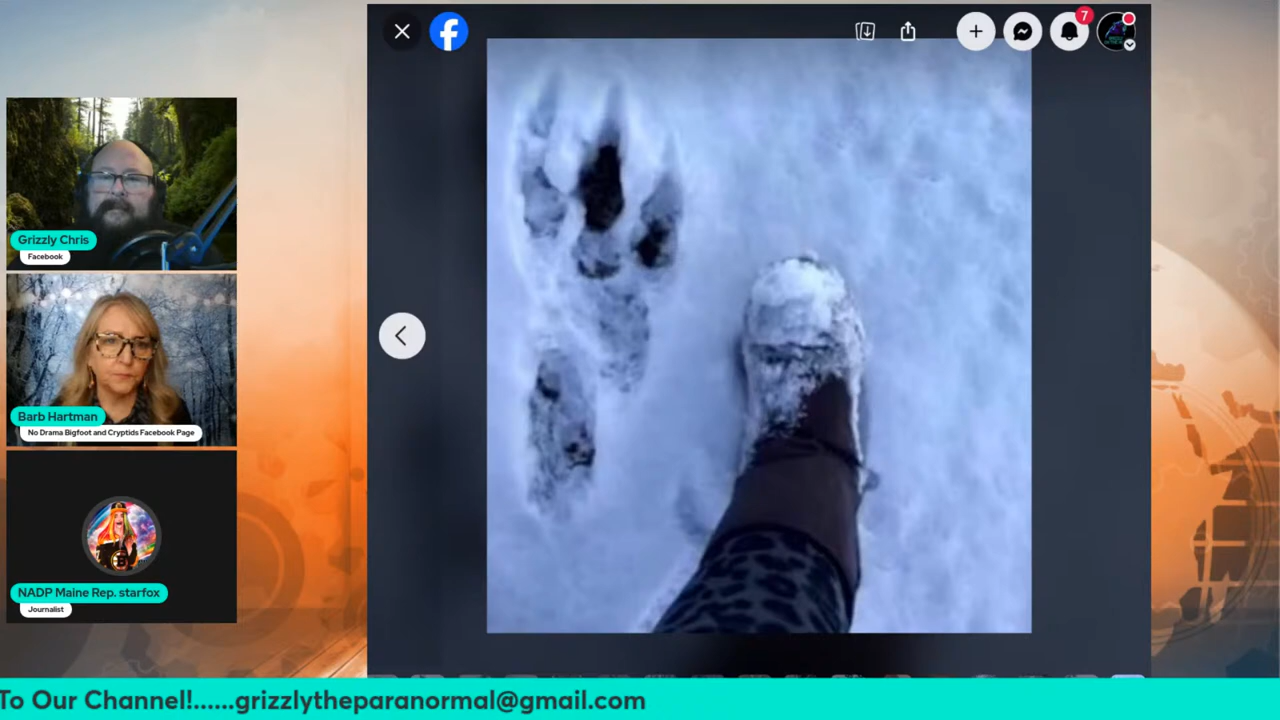 7
Grizzly Chris
Facebook
Barb Hartman
No Drama Bigfoot and Cryptids Facebook Page
NADP Maine Rep. starfox
Journalist
To Our Channel!......grizzlytheparanormal@gmail.com